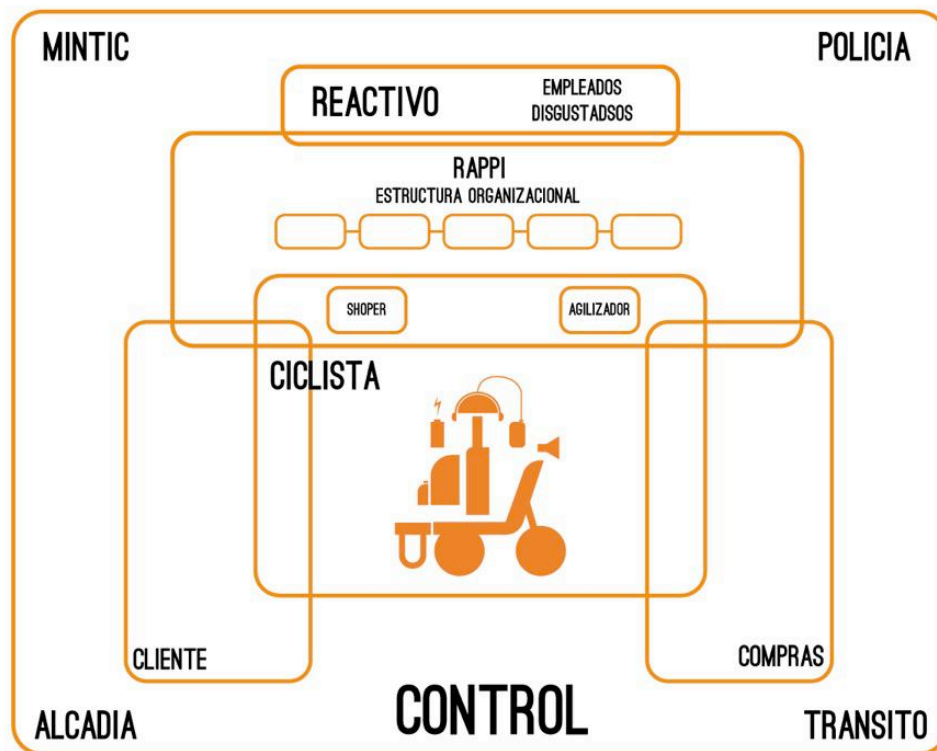 MINTIC
POLICIA
REACTIVO
EMPLEADOS
DISGUSTADSOS
RAPPI
ESTRUCTURA ORGANIZACIONAL
SHOPER
AGILIZADOR
CICLISTA
CLIENTE
COMPRAS
ALCADIA
CONTROL
TRANSITO